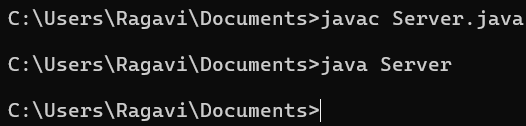 C:\Users\Ragavi\Documents>javac Server.java
C:\Users\Ragavi\Documents>java Server
C:\Users\Ragavi\Documents>